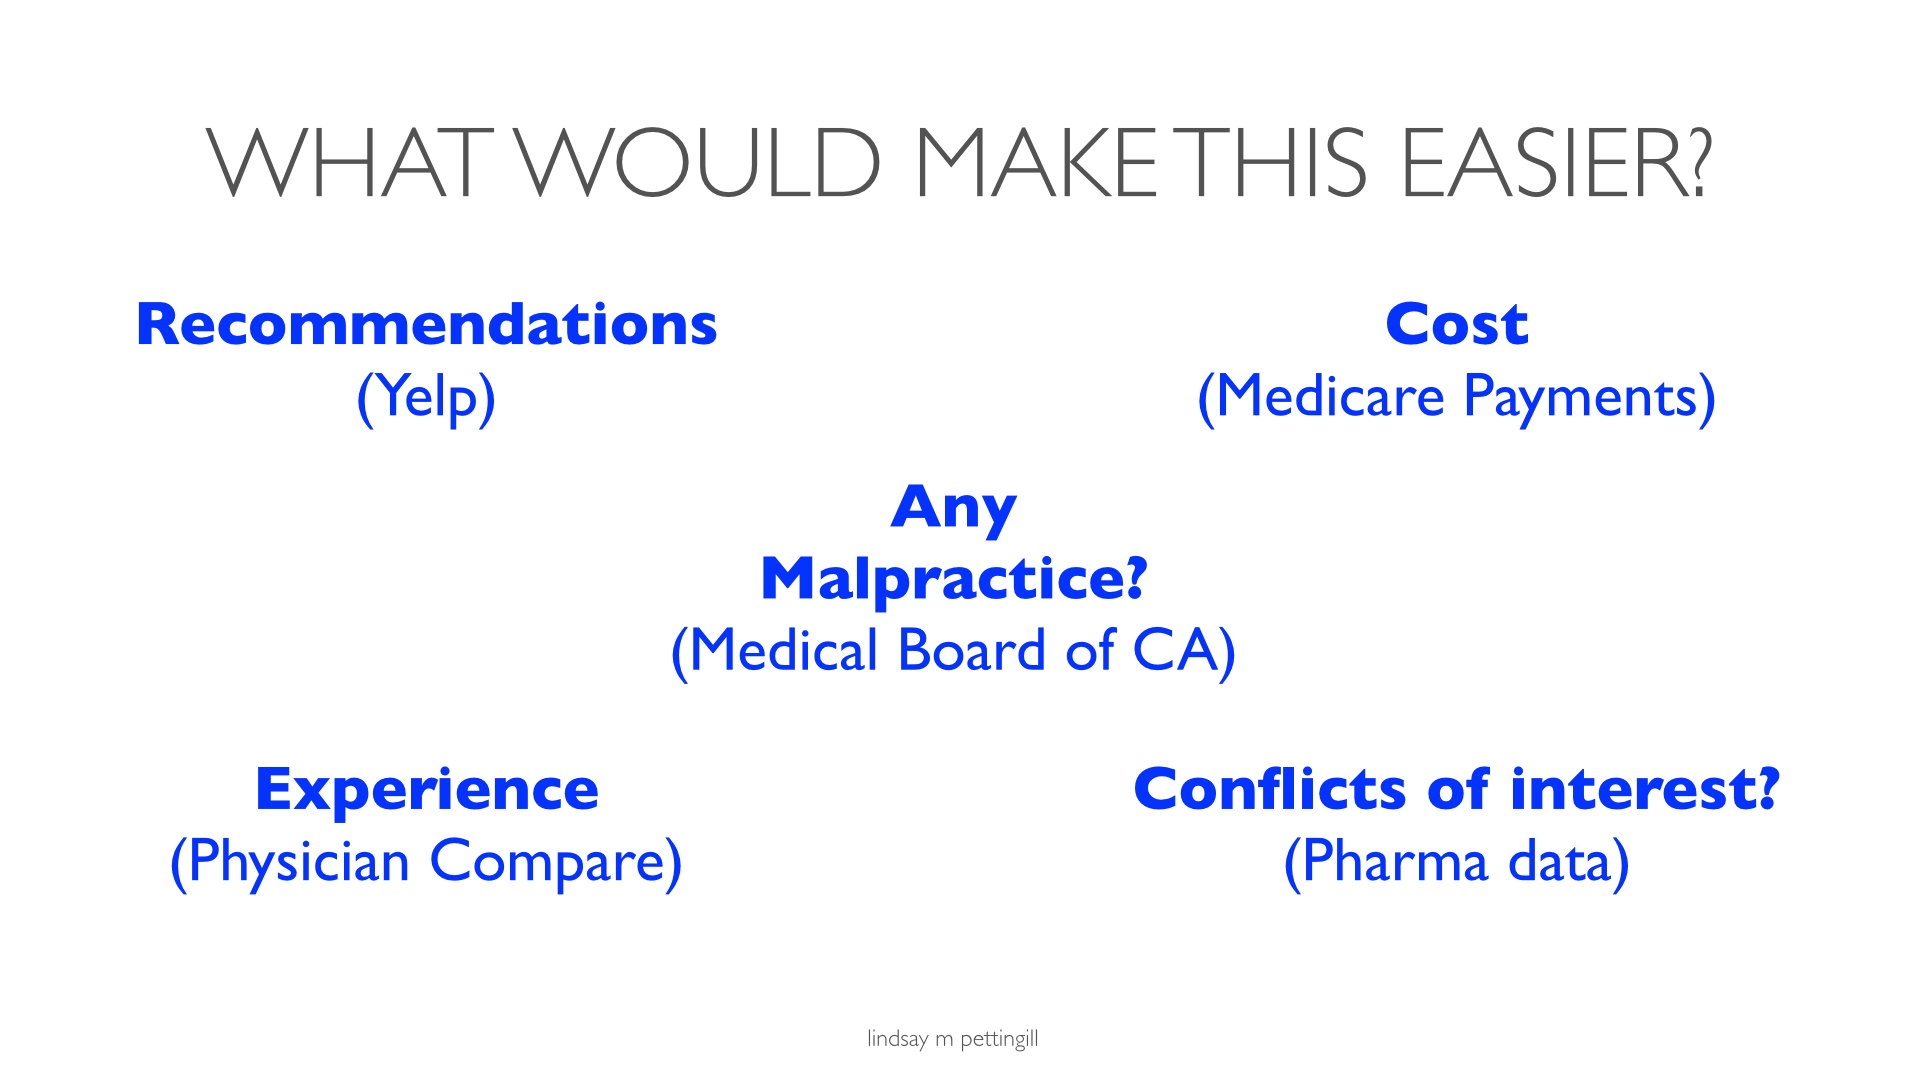 WHAT WOULD MAKE THIS EASIER?
Recommendations
(Yelp)
Cost
(Medicare Payments)
Any
Malpractice?
(Medical Board of CA)
Experience
(Physician Compare)
Conflicts of interest?
(Pharma data)
lindsay m pettingill